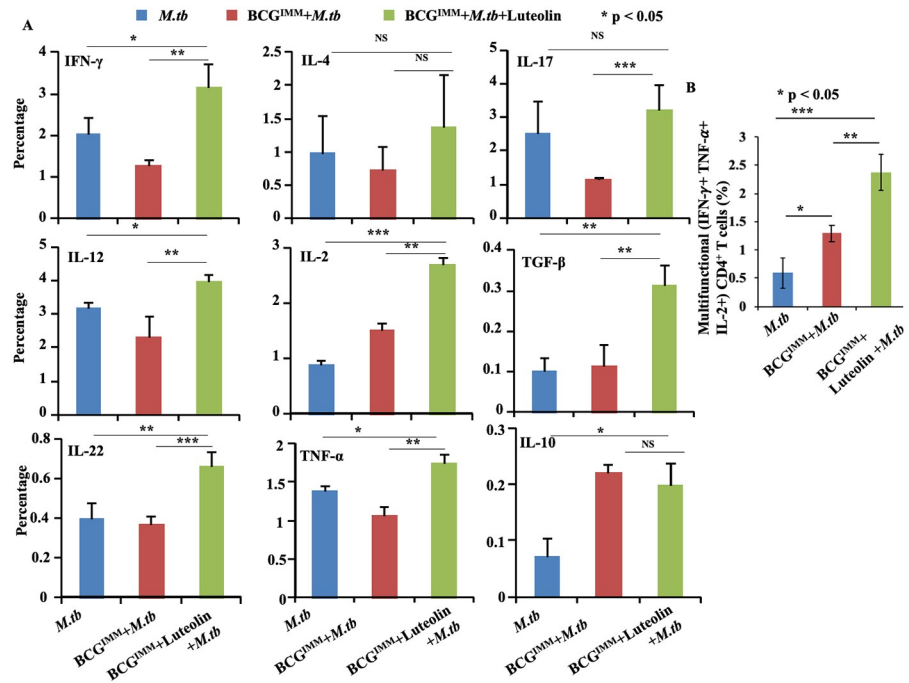 M.tb BCGIMM+M.tb BCGIMM+M.tb+Luteolin * p < 0.05
A
IFN-γ
*
**
Percentage
4
3
2
1
0
IL-4
NS
NS
2.5
2
1.5
1
0.5
0
IL-17
NS
***
5
4
3
2
1
0
IL-12
*
**
Percentage
5
4
3
2
1
0
IL-2
***
**
3
2
1
0
TGF-β
**
**
0.4
0.3
0.2
0.1
0
IL-22
**
***
Percentage
0.8
0.6
0.4
0.2
0
M.tb
BCGIMM+M.tb
BCGIMM+Luteolin
+M.tb
TNF-α
*
**
2
1.5
1
0.5
0
M.tb
BCGIMM+M.tb
BCGIMM+Luteolin
+M.tb
IL-10
*
NS
0.3
0.2
0.1
0
M.tb
BCGIMM+M.tb
BCGIMM+Luteolin
+M.tb
B
* p < 0.05
***
**
*
Multifunctional (IFN-γ+ TNF-α+
IL-2+) CD4+ T cells (%)
3
2.5
2
1.5
1
0.5
0
M.tb
BCGIMM+M.tb
BCGIMM+
Luteolin +M.tb